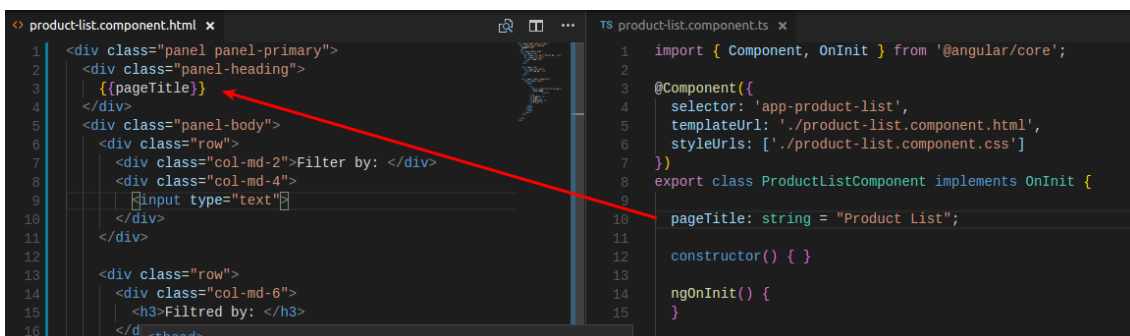 product-list.component.html ×
1 <div class="panel panel-primary">
2 <div class="panel-heading">
3 {{pageTitle}}
4 </div>
5 <div class="panel-body">
6 <div class="row">
7 <div class="col-md-2">Filter by: </div>
8 <div class="col-md-4">
9 <input type="text">
10 </div>
11 </div>
12
13 <div class="row">
14 <div class="col-md-6">
15 <h3>Filtred by: </h3>
16 </d
<thead>
TS product-list.component.ts ×
1 import { Component, OnInit } from '@angular/core';
2
3 @Component({
4 selector: 'app-product-list',
5 templateUrl: './product-list.component.html',
6 styleUrls: ['./product-list.component.css']
7 })
8 export class ProductListComponent implements OnInit {
9
10 pageTitle: string = "Product List";
11
12 constructor() { }
13
14 ngOnInit() {
15 }